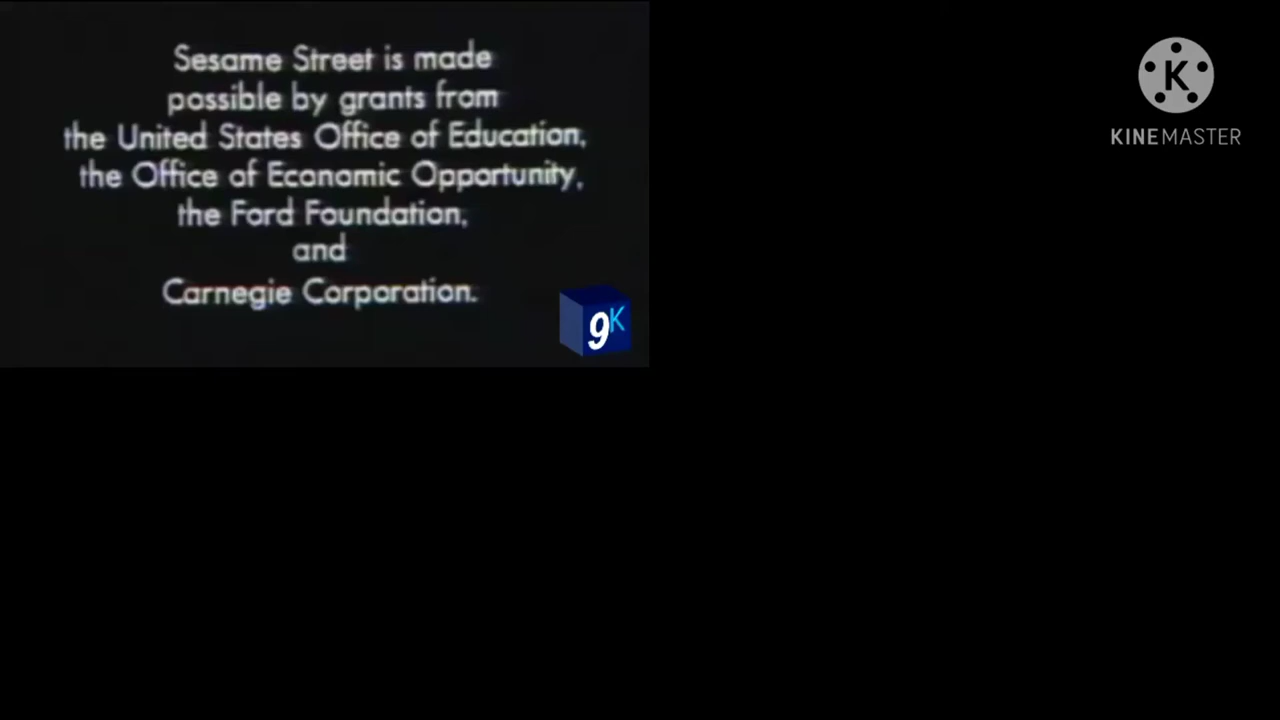 Sesame Street is made
possible by grants from
the United States Office of Education,
the Office of Economic Opportunity,
the Ford Foundation,
and
Carnegie Corporation.
9K
K
KINEMASTER